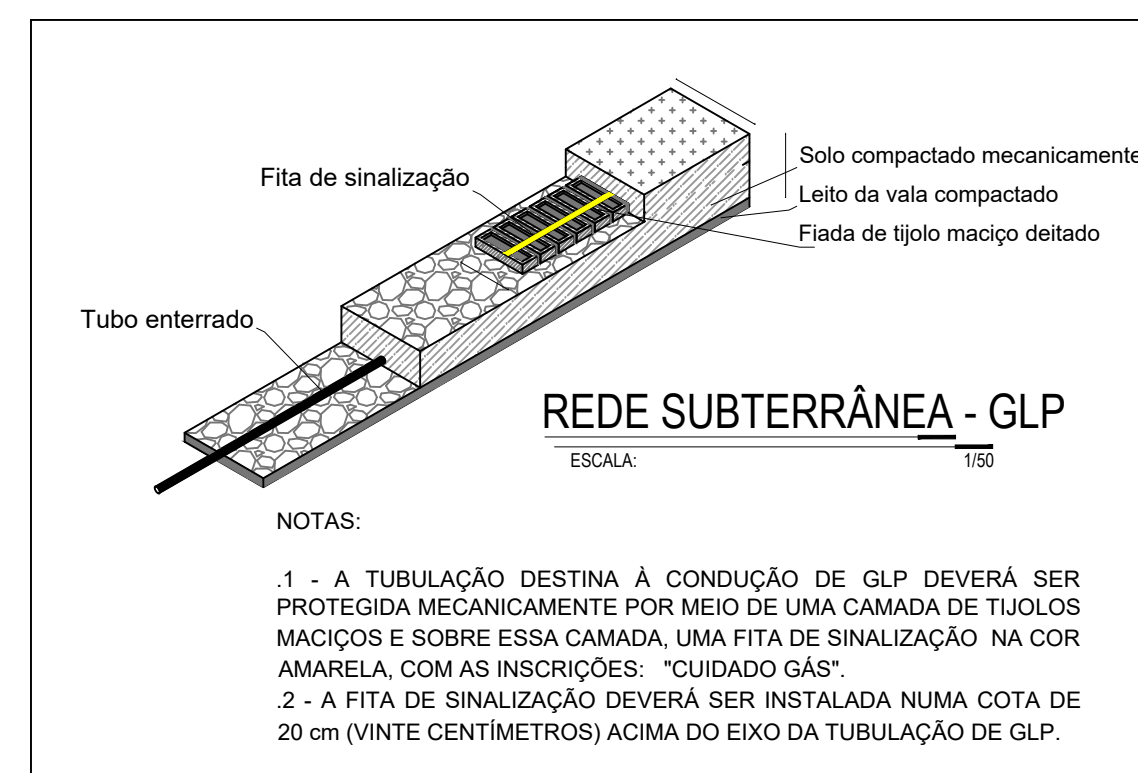 Fita de sinalização
Solo compactado mecanicamente
Leito da vala compactado
Fiada de tijolo maciço deitado
Tubo enterrado
REDE SUBTERRÂNEA - GLP
ESCALA: 1/50
NOTAS:
.1 - A TUBULAÇÃO DESTINA À CONDUÇÃO DE GLP DEVERÁ SER
PROTEGIDA MECANICAMENTE POR MEIO DE UMA CAMADA DE TIJOLOS
MACIÇOS E SOBRE ESSA CAMADA, UMA FITA DE SINALIZAÇÃO NA COR
AMARELA, COM AS INSCRIÇÕES: "CUIDADO GÁS".
.2 - A FITA DE SINALIZAÇÃO DEVERÁ SER INSTALADA NUMA COTA DE
20 cm (VINTE CENTÍMETROS) ACIMA DO EIXO DA TUBULAÇÃO DE GLP.